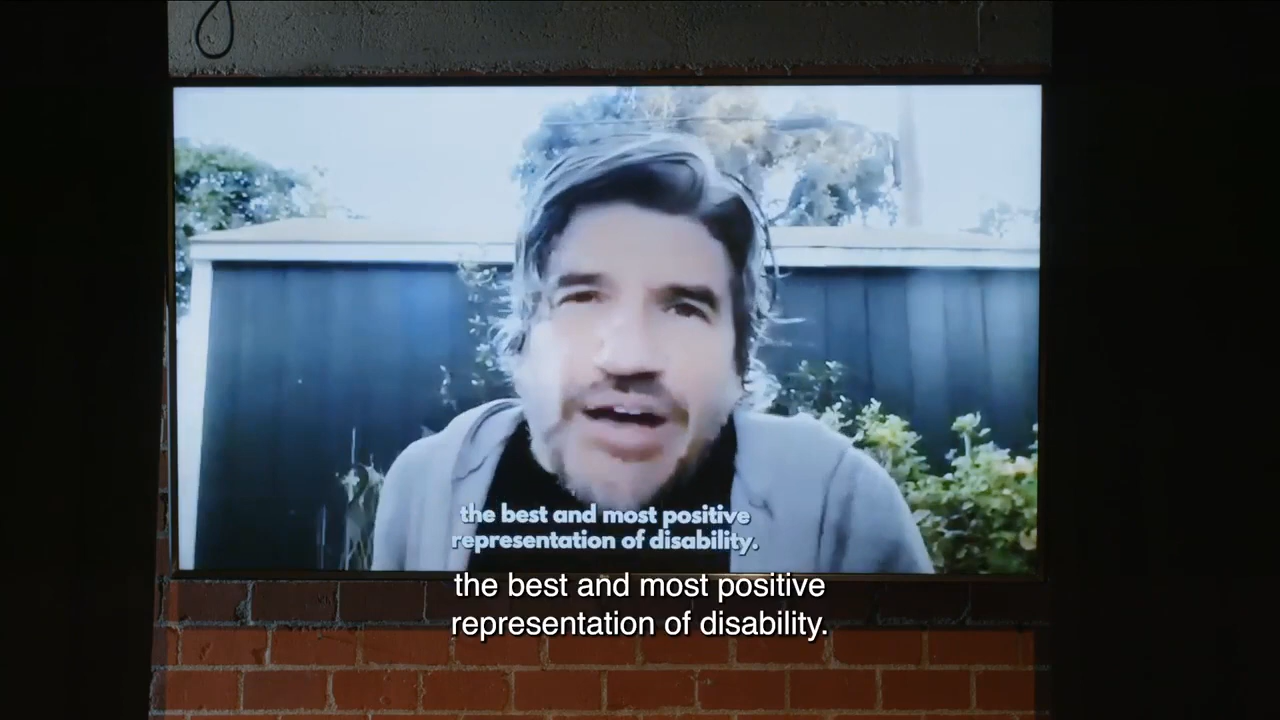 the best and most positive
representation of disability.
the best and most positive
representation of disability.